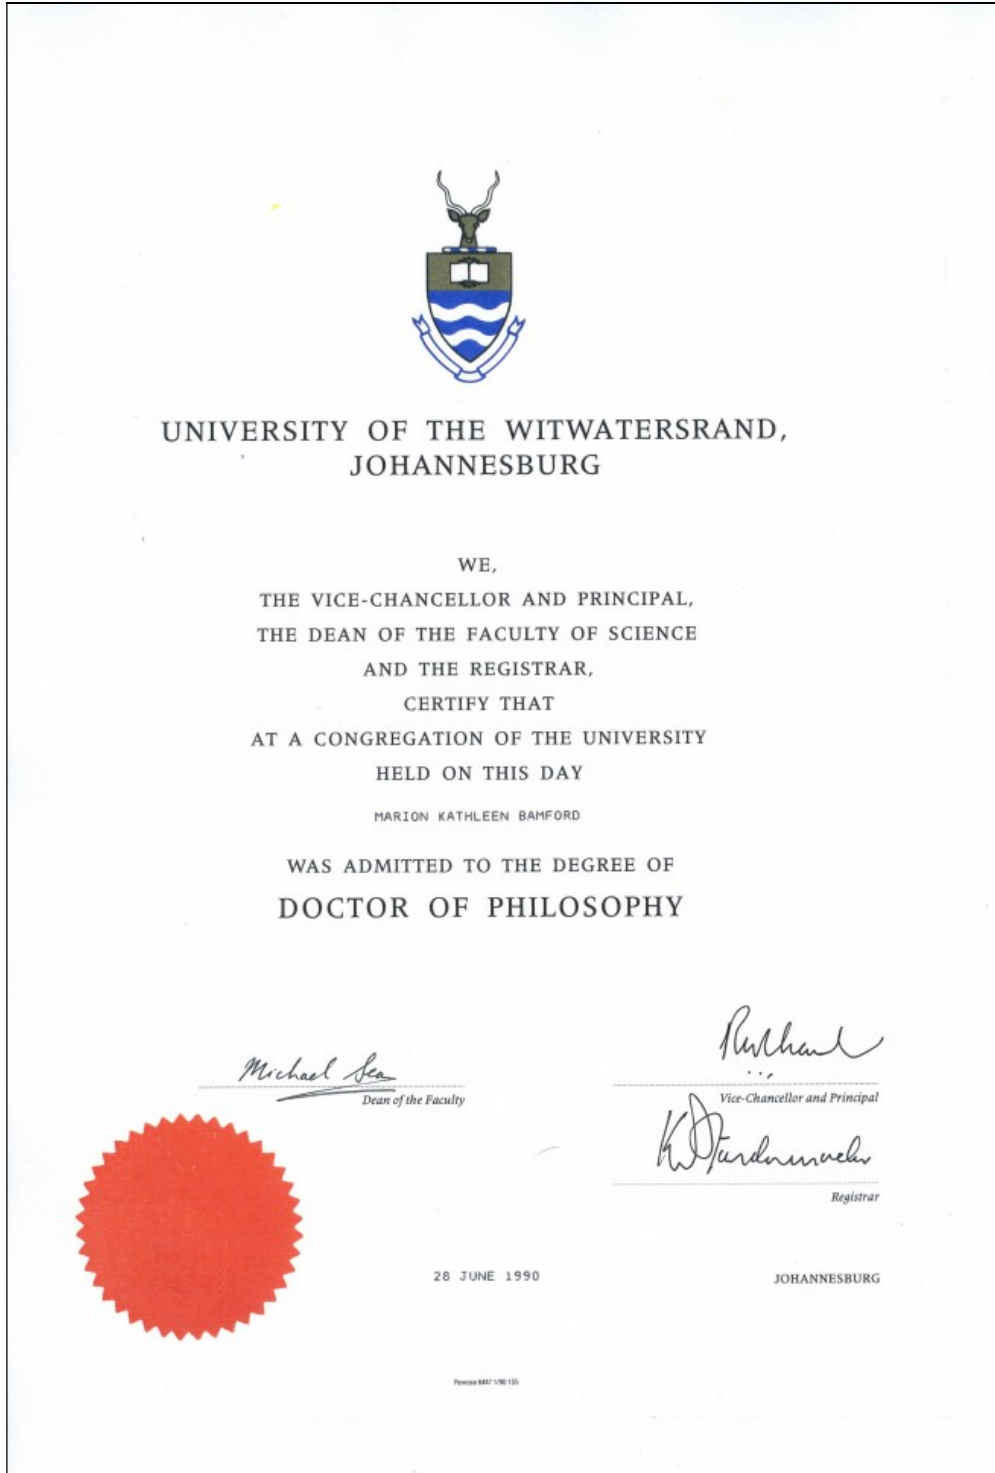 UNIVERSITY OF THE WITWATERSRAND,
JOHANNESBURG
WE,
THE VICE-CHANCELLOR AND PRINCIPAL,
THE DEAN OF THE FACULTY OF SCIENCE
AND THE REGISTRAR,
CERTIFY THAT
AT A CONGREGATION OF THE UNIVERSITY
HELD ON THIS DAY
MARION KATHLEEN BAMFORD
WAS ADMITTED TO THE DEGREE OF
DOCTOR OF PHILOSOPHY
Michael
Dean of the Faculty
Vice-Chancellor and Principal
Registrar
28 JUNE 1990
JOHANNESBURG